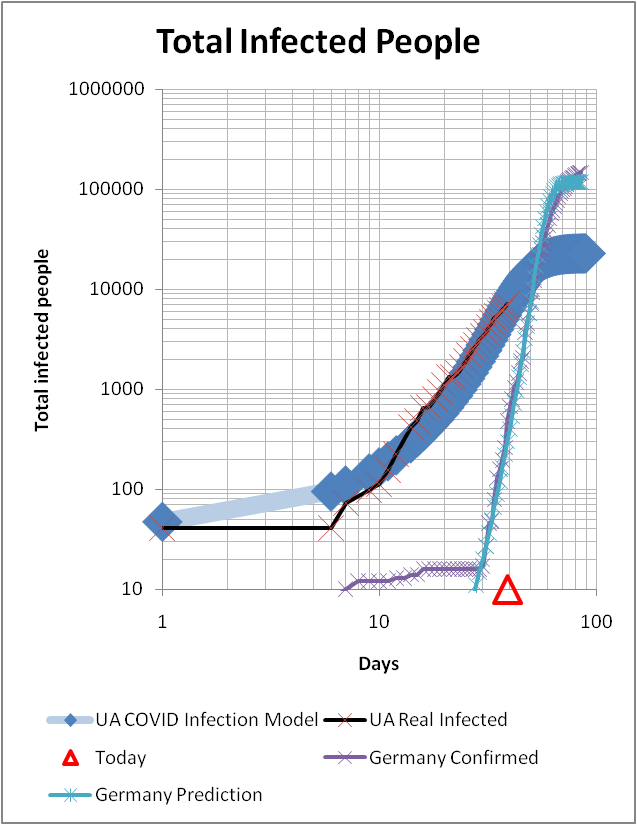 Total Infected People
1000000
100000
10000
1000
100
10
1 10 100
Total infected people
Days
UA COVID Infection Model UA Real Infected
Today Germany Confirmed
Germany Prediction